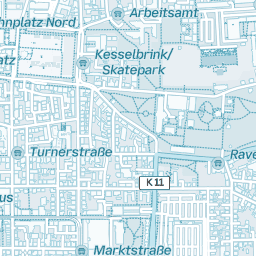 Arbeitsamt
hnplatz Nord
Kesselbrink/
Skatepark
atz
Turnerstraße
Rave
K 11
us
Marktstraße